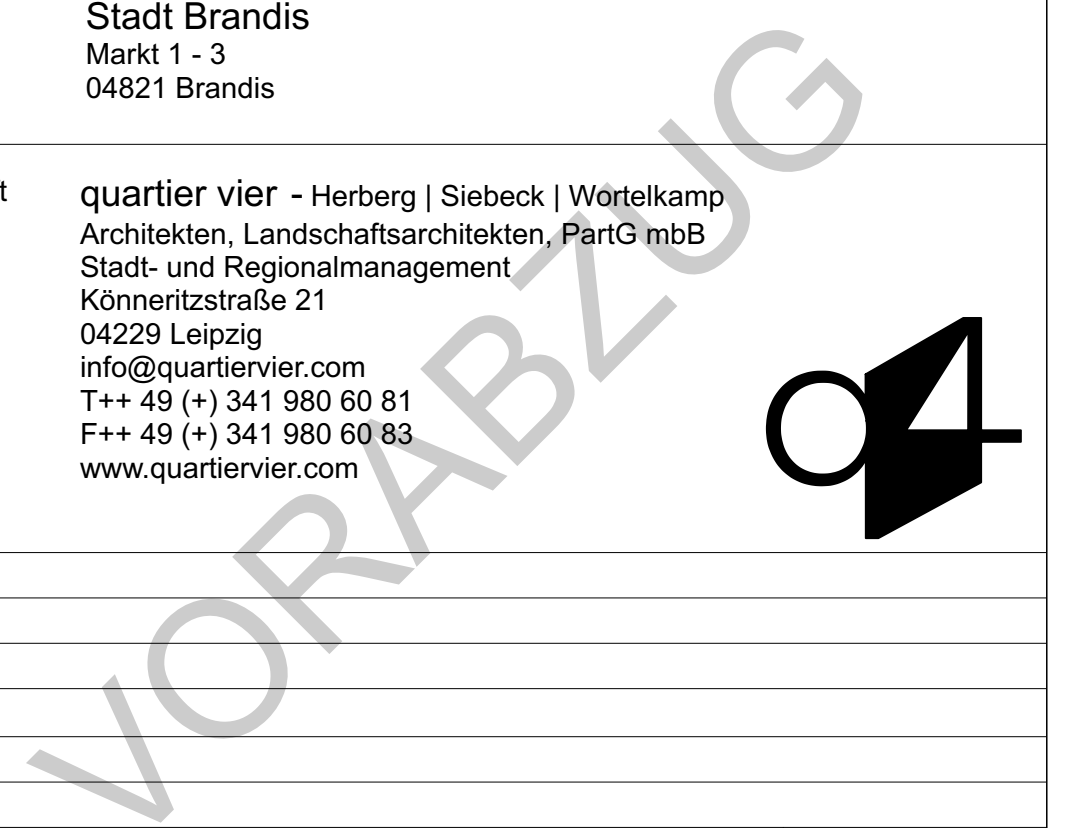 Stadt Brandis
Markt 1 - 3
04821 Brandis
t
quartier vier - Herberg | Siebeck | Wortelkamp
Architekten, Landschaftsarchitekten, PartG mbB
Stadt- und Regionalmanagement
Könneritzstraße 21
04229 Leipzig
info@quartiervier.com
T++ 49 (+) 341 980 60 81
F++ 49 (+) 341 980 60 83
www.quartiervier.com
q4
VORABZUG